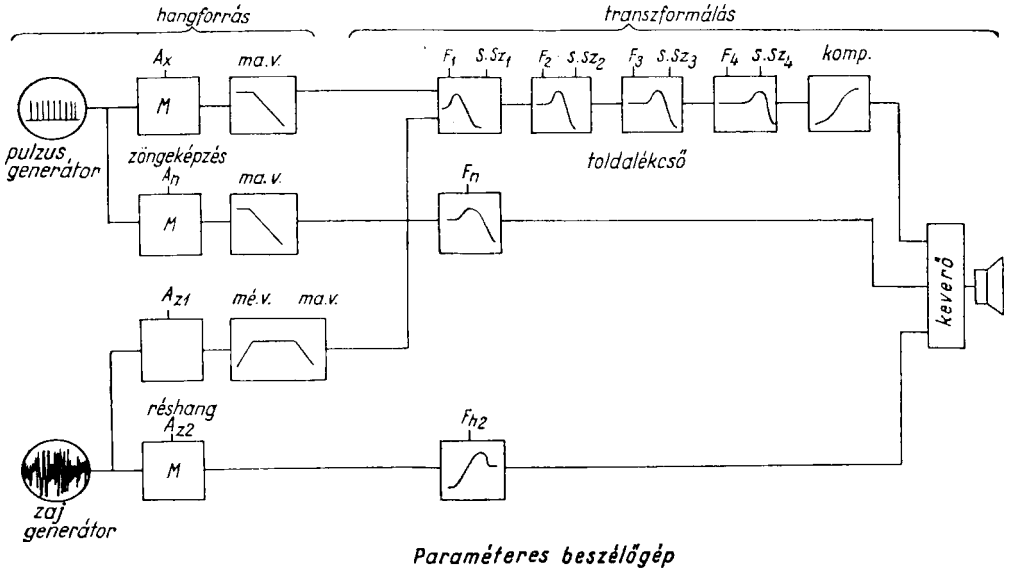 hangforrás
transzformálás
Ax
M
ma.v.
F1
s.sz1
F2
s.sz2
F3
s.sz3
F4
s.sz4
komp.
pulzus
generátor
zöngeképzés
toldalékcső
An
M
ma.v.
Fn
keverő
Az1
mé.v.
ma.v.
réshang
Az2
M
Fh2
zaj
generátor
Paraméteres beszélőgép